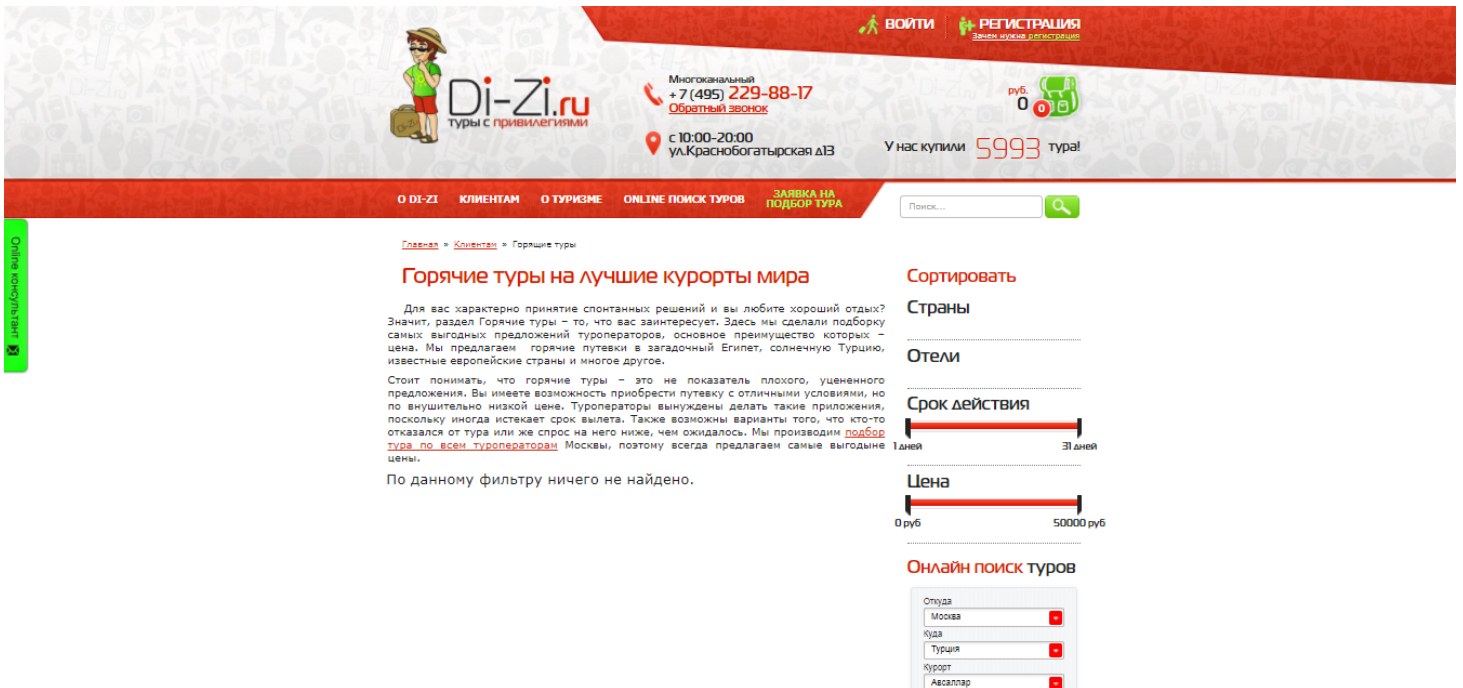 ВОЙТИ
РЕГИСТРАЦИЯ
Зачем нужна регистрация
Di-Zi.ru
туры с привилегиями
Di-Zi
Многоканальный
+ 7 (495) 229-88-17
Обратный звонок
с 10:00-20:00
ул.Краснобогатырская д13
руб.
0
0
У нас купили 5993 тура!
О DI-ZI
КЛИЕНТАМ
О ТУРИЗМЕ
ONLINE ПОИСК ТУРОВ
ЗАЯВКА НА
ПОДБОР ТУРА
Поиск...
Online консультант
Главная » Клиентам » Горящие туры
Горячие туры на лучшие курорты мира
Для вас характерно принятие спонтанных решений и вы любите хороший отдых?
Значит, раздел Горячие туры – то, что вас заинтересует. Здесь мы сделали подборку
самых выгодных предложений туроператоров, основное преимущество которых –
цена. Мы предлагаем горячие путевки в загадочный Египет, солнечную Турцию,
известные европейские страны и многое другое.
Стоит понимать, что горячие туры – это не показатель плохого, уцененного
предложения. Вы имеете возможность приобрести путевку с отличными условиями, но
по внушительно низкой цене. Туроператоры вынуждены делать такие приложения,
поскольку иногда истекает срок вылета. Также возможны варианты того, что кто-то
отказался от тура или же спрос на него ниже, чем ожидалось. Мы производим подбор
тура по всем туроператорам Москвы, поэтому всегда предлагаем самые выгодные
цены.
По данному фильтру ничего не найдено.
Сортировать
Страны
Отели
Срок действия
1 дней
31 дней
Цена
0 руб
50000 руб
Онлайн поиск туров
Откуда
Москва
Куда
Турция
Курорт
Авсаллар